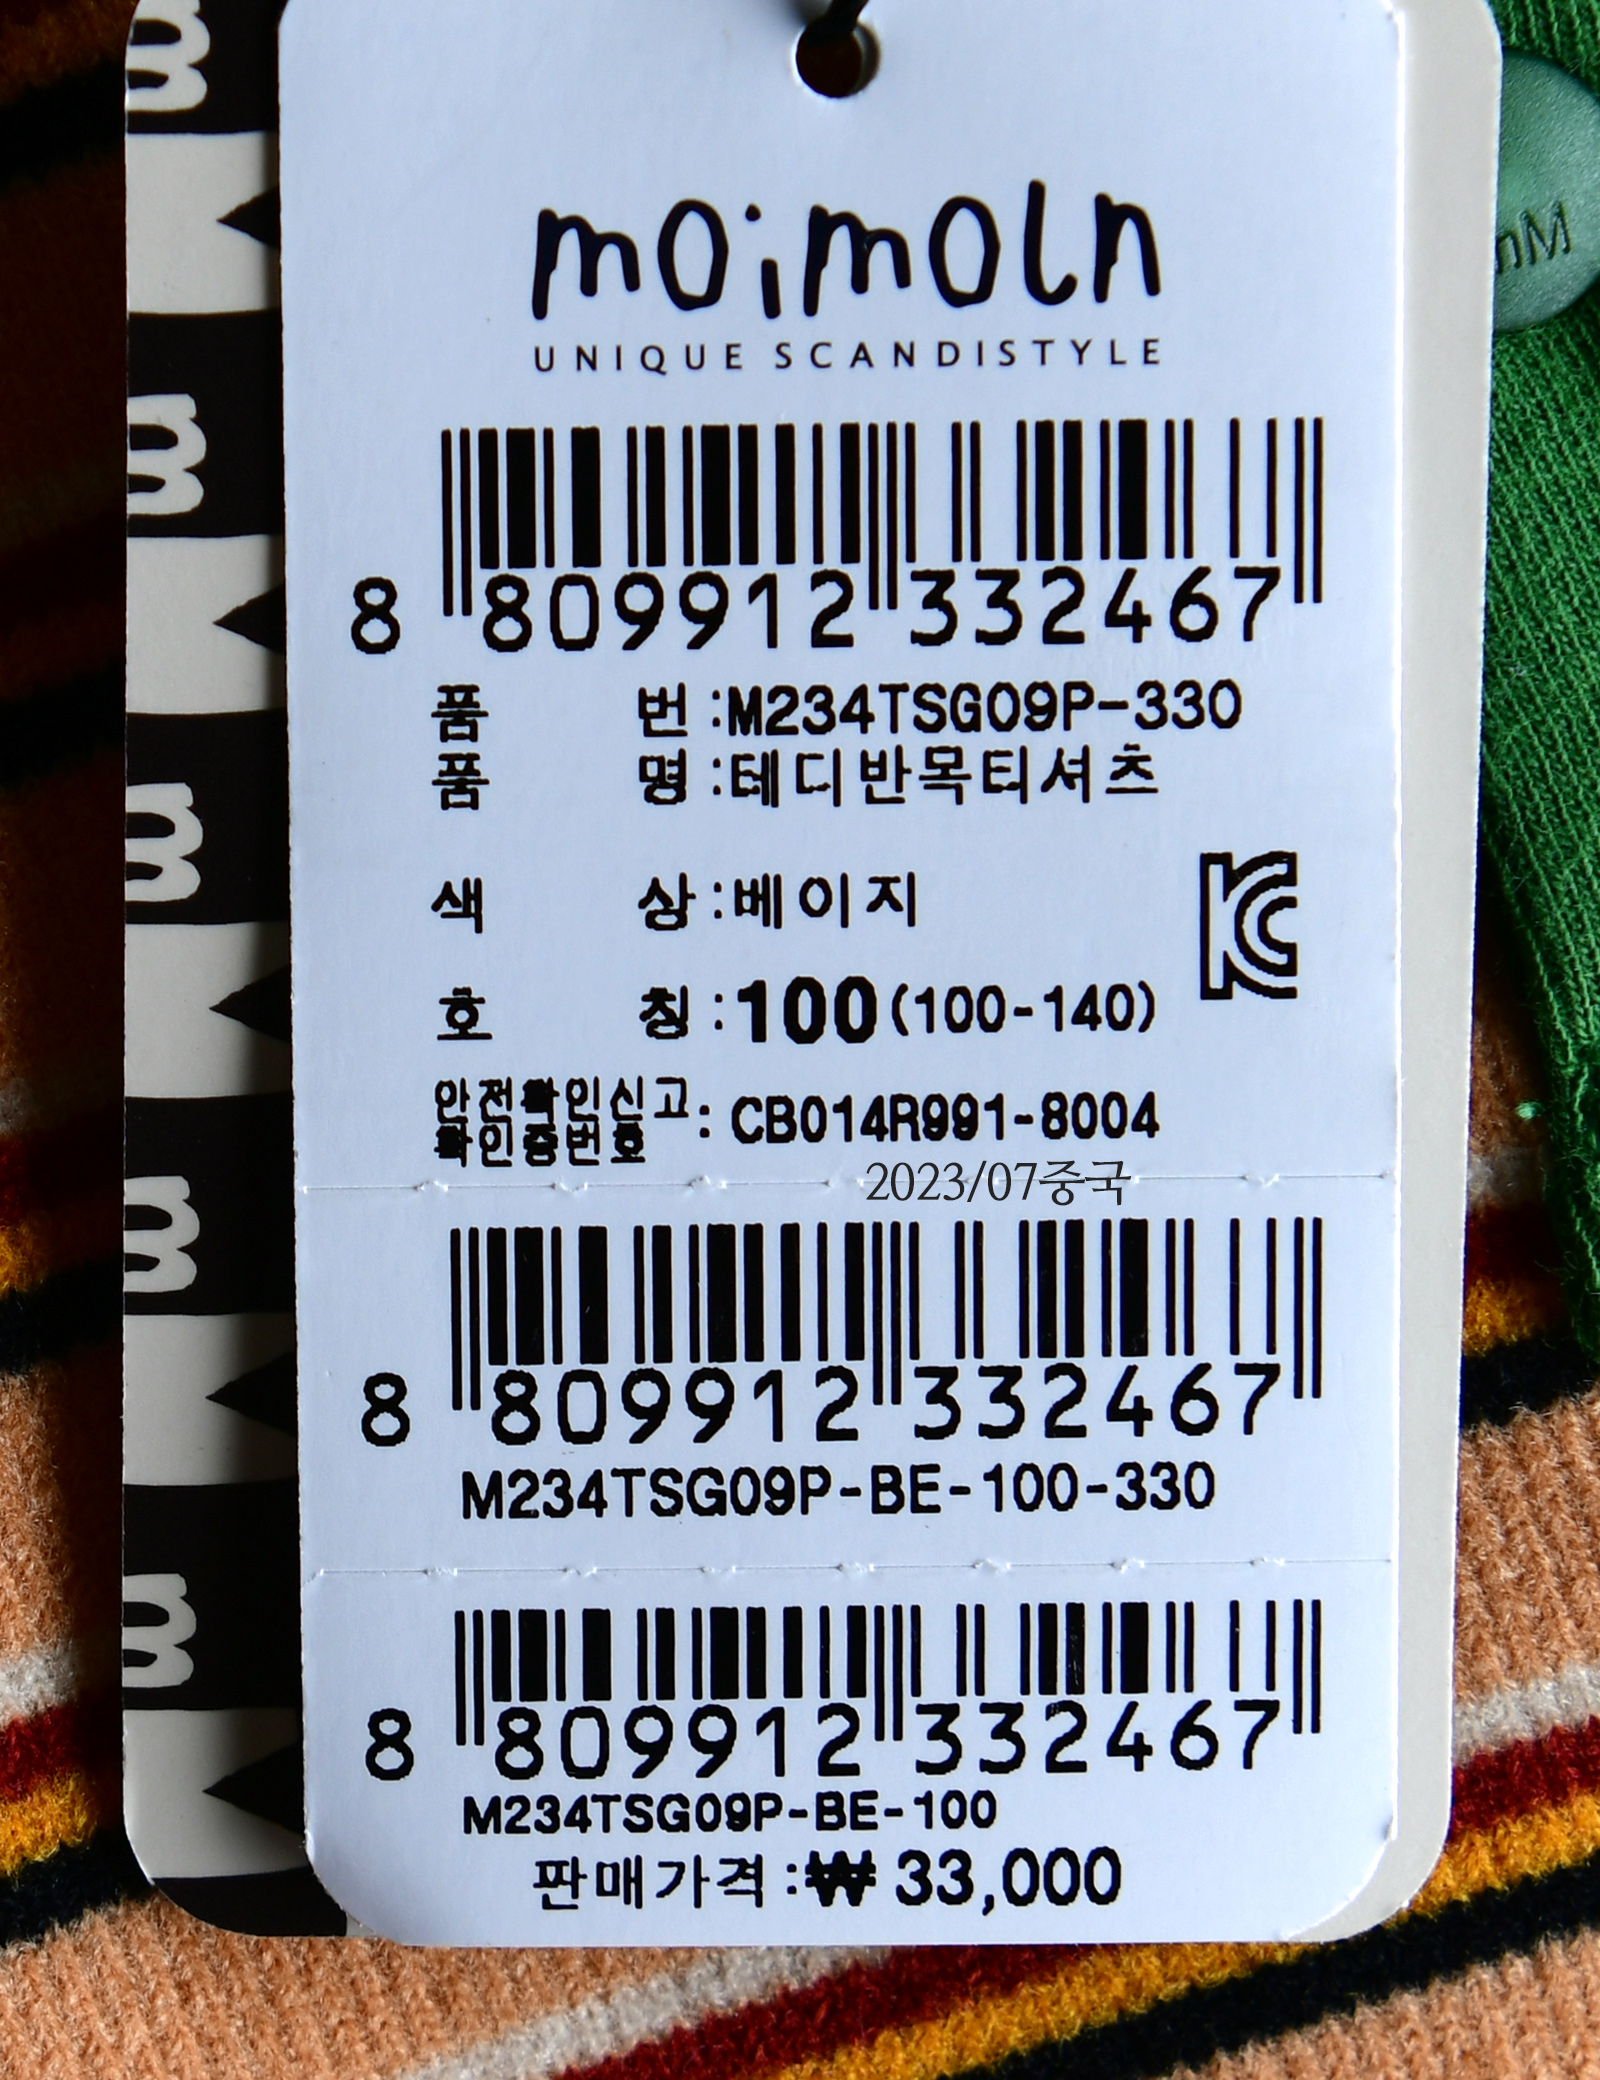 moimoln
UNIQUE SCANDISTYLE
8 809912 332467
품 번 :M234TSG09P-330
품 명 :테디반목티셔츠
색 상 :베이지
호 칭 :100(100-140)
안전확인신고
확인증번호 : CB014R991-8004
2023/07중국
8 809912 332467
M234TSG09P-BE-100-330
8 809912 332467
M234TSG09P-BE-100
판매가격 :₩ 33,000